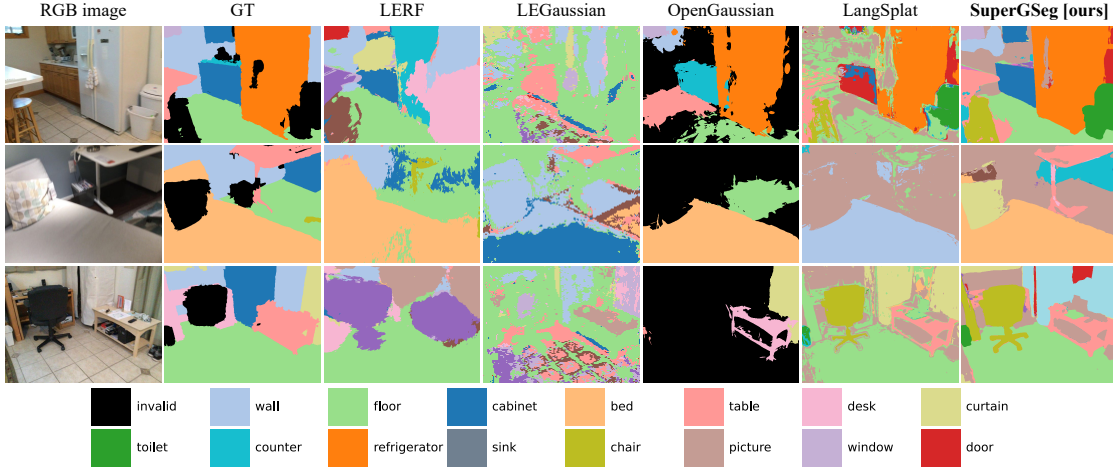 RGB image GT LERF LEGaussian OpenGaussian LangSplat SuperGSeg [ours]
invalid wall floor cabinet bed table desk curtain
toilet counter refrigerator sink chair picture window door